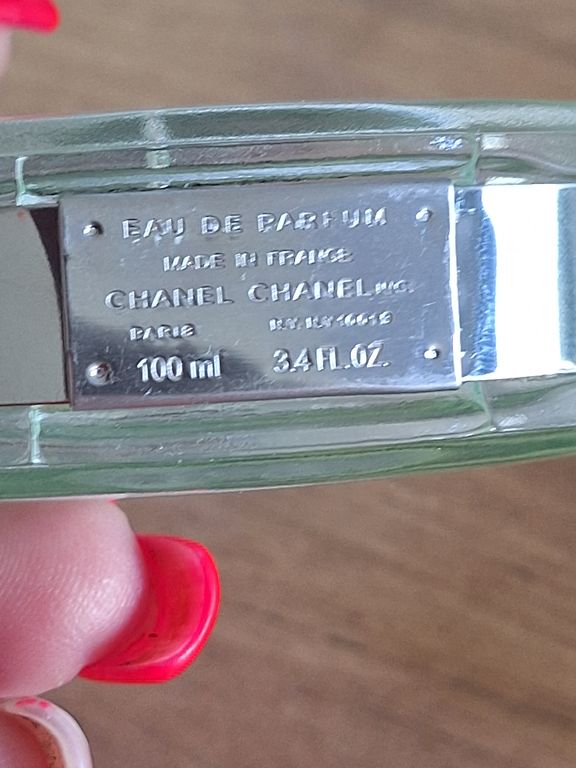 EAU DE PARFUM
MADE IN FRANCE
CHANEL CHANEL INC.
PARIS N.Y. N.Y 10019
100 ml 3.4 FL.OZ.